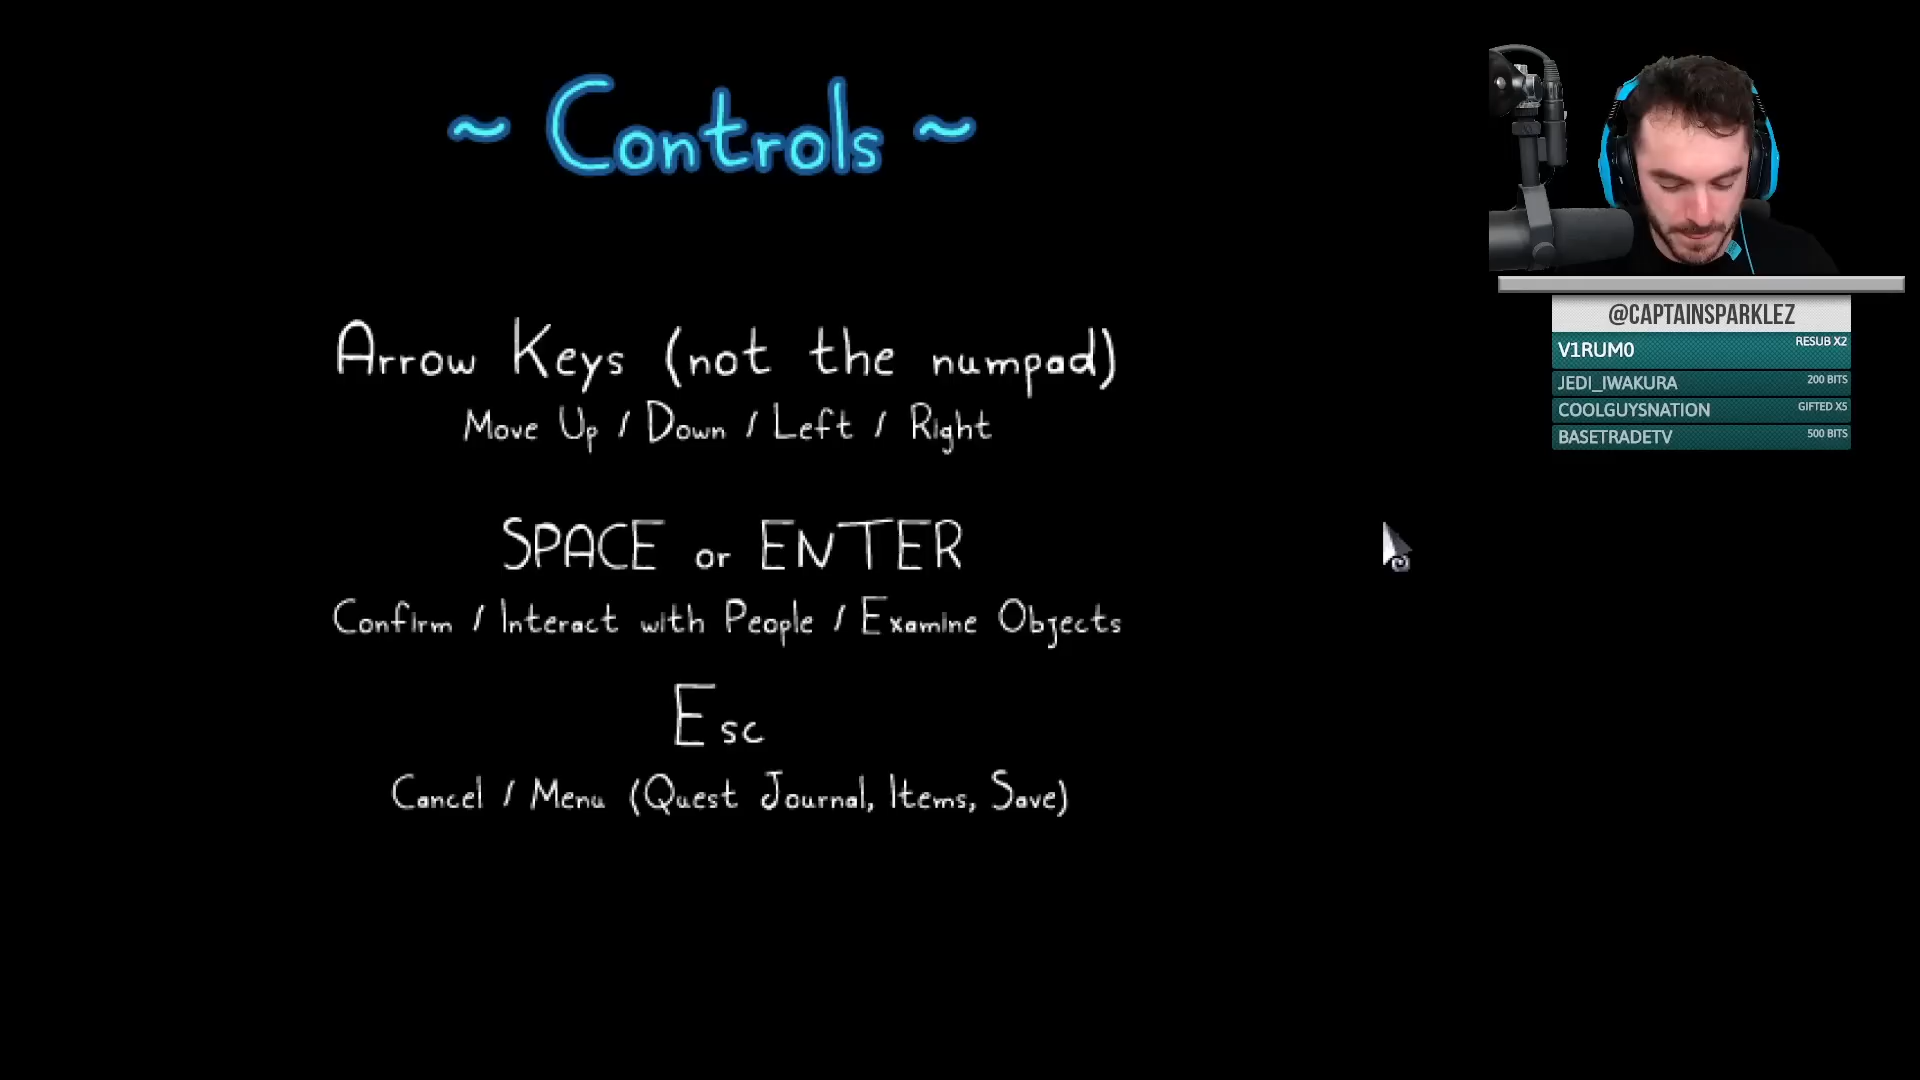 ~ Controls ~
Arrow Keys (not the numpad)
Move Up / Down / Left / Right
SPACE or ENTER
Confirm / Interact with People / Examine Objects
Esc
Cancel / Menu (Quest Journal, Items, Save)
@CAPTAINSPARKLEZ
V1RUM0 RESUB X2
JEDI_IWAKURA 200 BITS
COOLGUYSNATION GIFTED X5
BASETRADETV 500 BITS